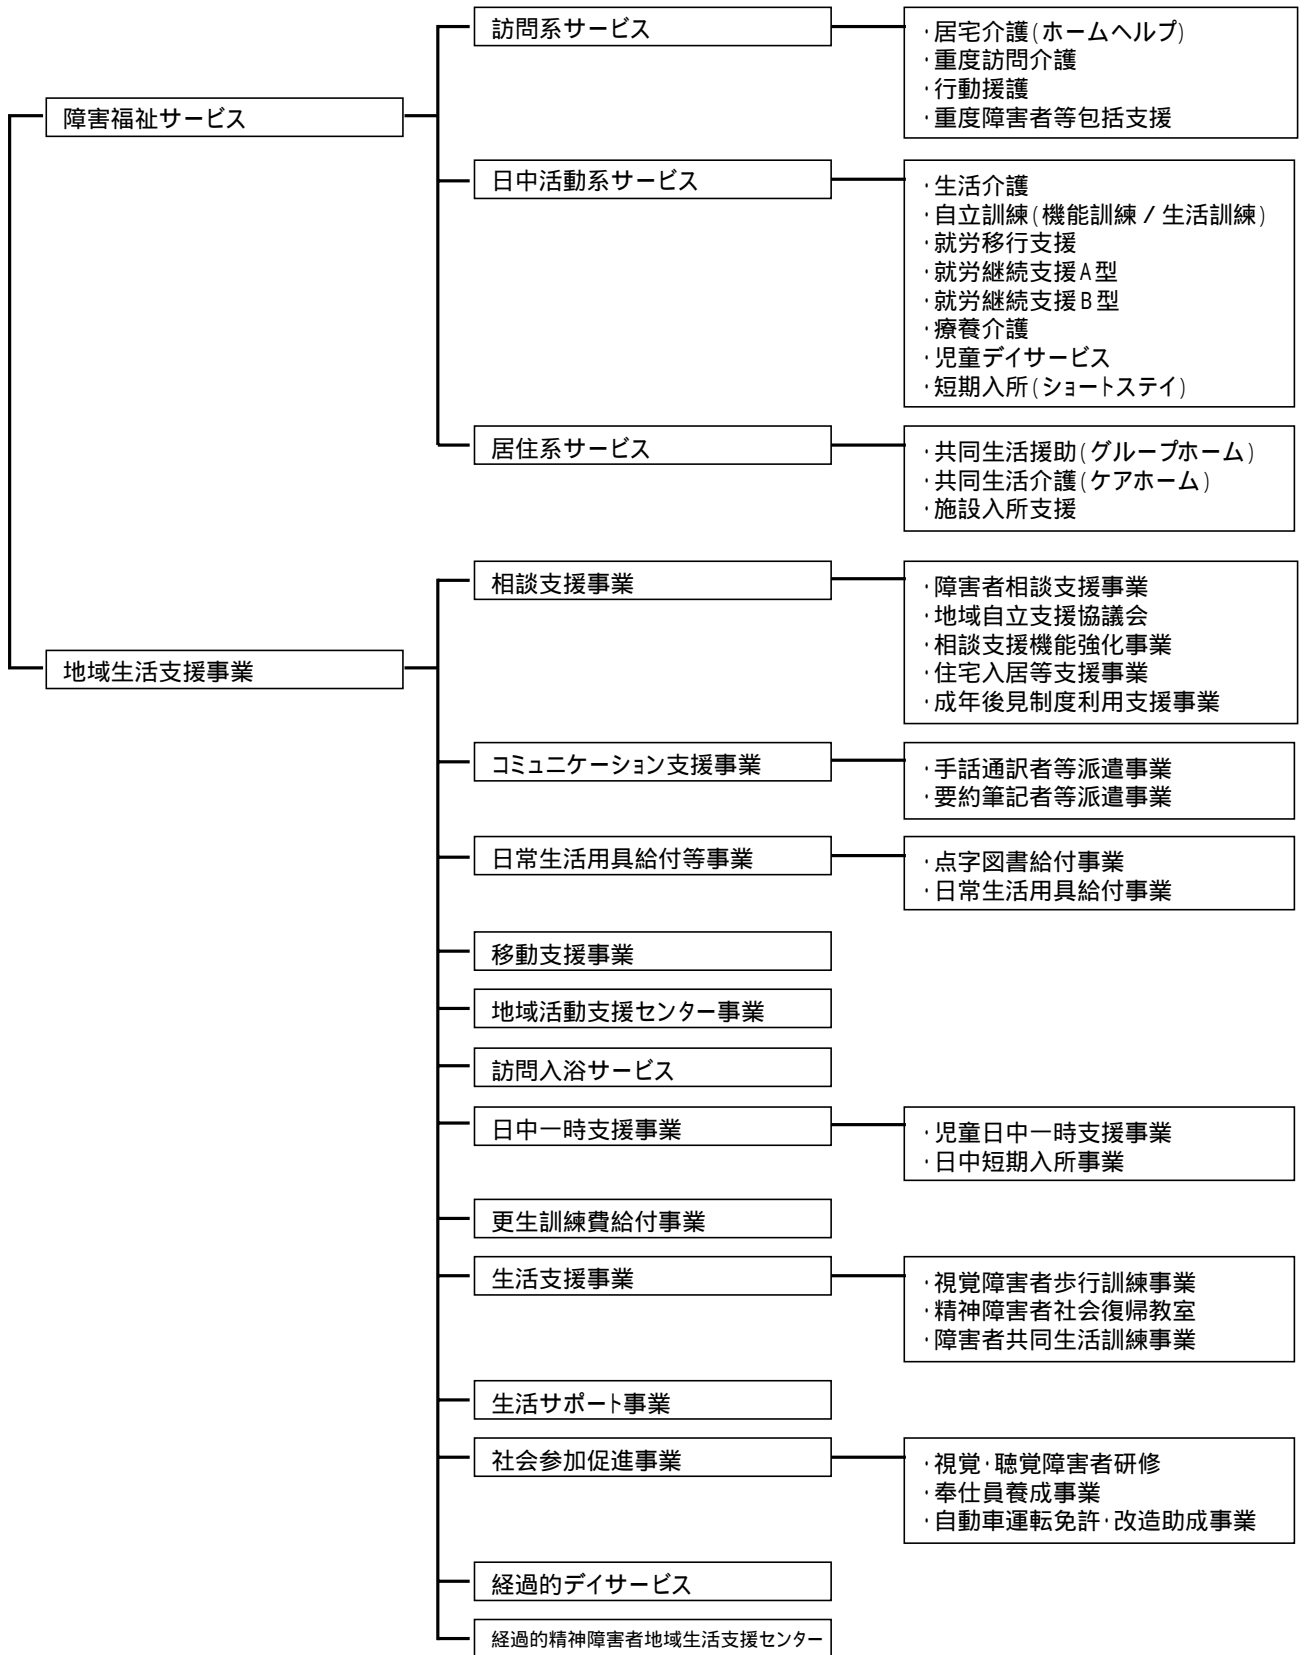 障害福祉サービス
訪問系サービス
･居宅介護(ホームヘルプ)
･重度訪問介護
･行動援護
･重度障害者等包括支援
日中活動系サービス
･生活介護
･自立訓練(機能訓練／生活訓練)
･就労移行支援
･就労継続支援A型
･就労継続支援B型
･療養介護
･児童デイサービス
･短期入所(ショートステイ)
居住系サービス
･共同生活援助(グループホーム)
･共同生活介護(ケアホーム)
･施設入所支援
地域生活支援事業
相談支援事業
･障害者相談支援事業
･地域自立支援協議会
･相談支援機能強化事業
･住宅入居等支援事業
･成年後見制度利用支援事業
コミュニケーション支援事業
･手話通訳者等派遣事業
･要約筆記者等派遣事業
日常生活用具給付等事業
･点字図書給付事業
･日常生活用具給付事業
移動支援事業
地域活動支援センター事業
訪問入浴サービス
日中一時支援事業
･児童日中一時支援事業
･日中短期入所事業
更生訓練費給付事業
生活支援事業
･視覚障害者歩行訓練事業
･精神障害者社会復帰教室
･障害者共同生活訓練事業
生活サポート事業
社会参加促進事業
･視覚･聴覚障害者研修
･奉仕員養成事業
･自動車運転免許･改造助成事業
経過的デイサービス
経過的精神障害者地域生活支援センター